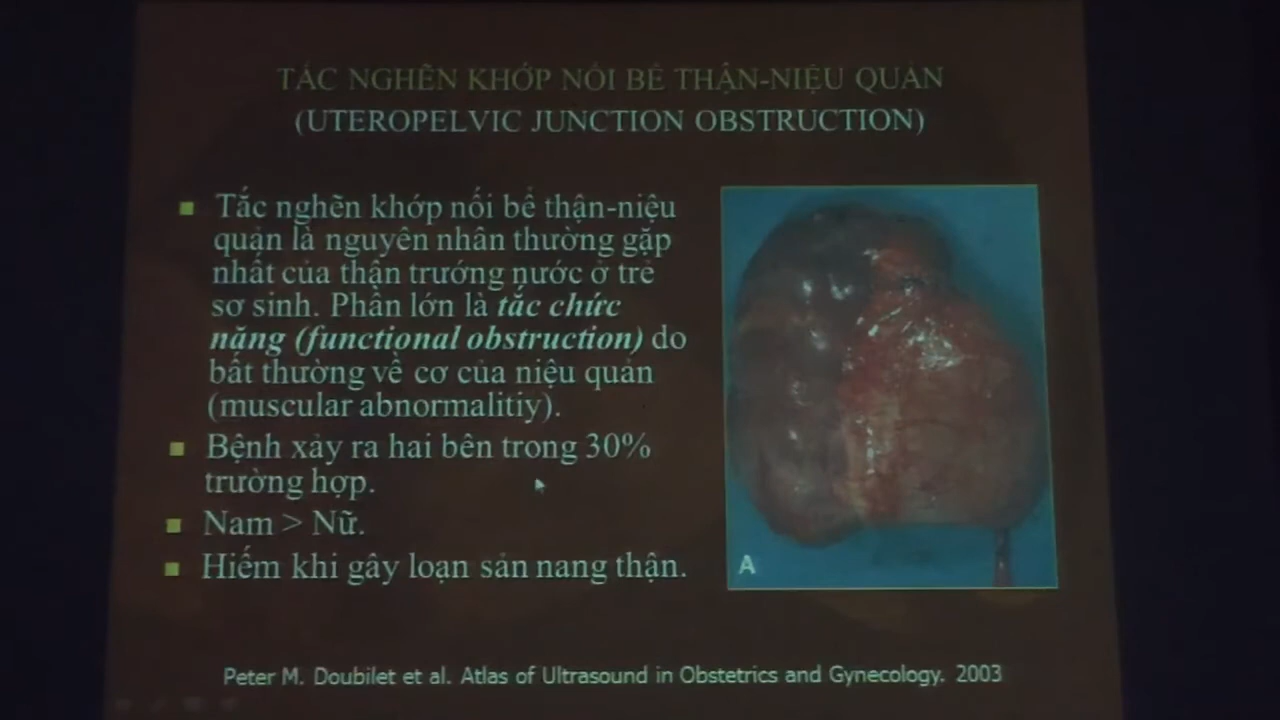 TẮC NGHẼN KHỚP NỐI BỂ THẬN-NIỆU QUẢN
(UTEROPELVIC JUNCTION OBSTRUCTION)
Tắc nghẽn khớp nối bể thận-niệu
quản là nguyên nhân thường gặp
nhất của thận trướng nước ở trẻ
sơ sinh. Phần lớn là tắc chức
năng (functional obstruction) do
bất thường về cơ của niệu quản
(muscular abnormalitiy).
Bệnh xảy ra hai bên trong 30%
trường hợp.
Nam > Nữ.
Hiếm khi gây loạn sản nang thận.
A
Peter M. Doubilet et al. Atlas of Ultrasound in Obstetrics and Gynecology. 2003